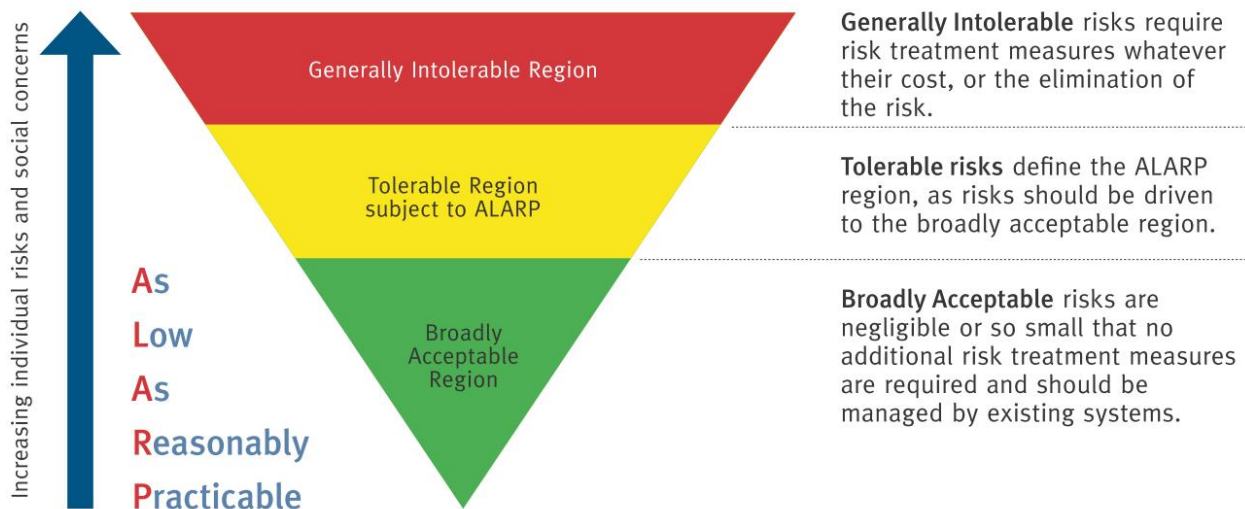 Increasing individual risks and social concerns
Generally Intolerable Region
Tolerable Region
subject to ALARP
Broadly
Acceptable
Region
As
Low
As
Reasonably
Practicable
Generally Intolerable risks require
risk treatment measures whatever
their cost, or the elimination of
the risk.
Tolerable risks define the ALARP
region, as risks should be driven
to the broadly acceptable region.
Broadly Acceptable risks are
negligible or so small that no
additional risk treatment measures
are required and should be
managed by existing systems.